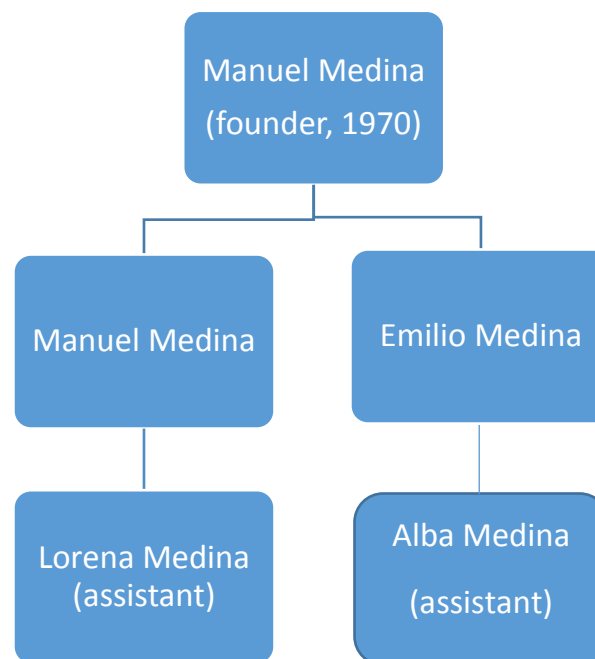 Manuel Medina
(founder, 1970)
Manuel Medina
Emilio Medina
Lorena Medina
(assistant)
Alba Medina
(assistant)